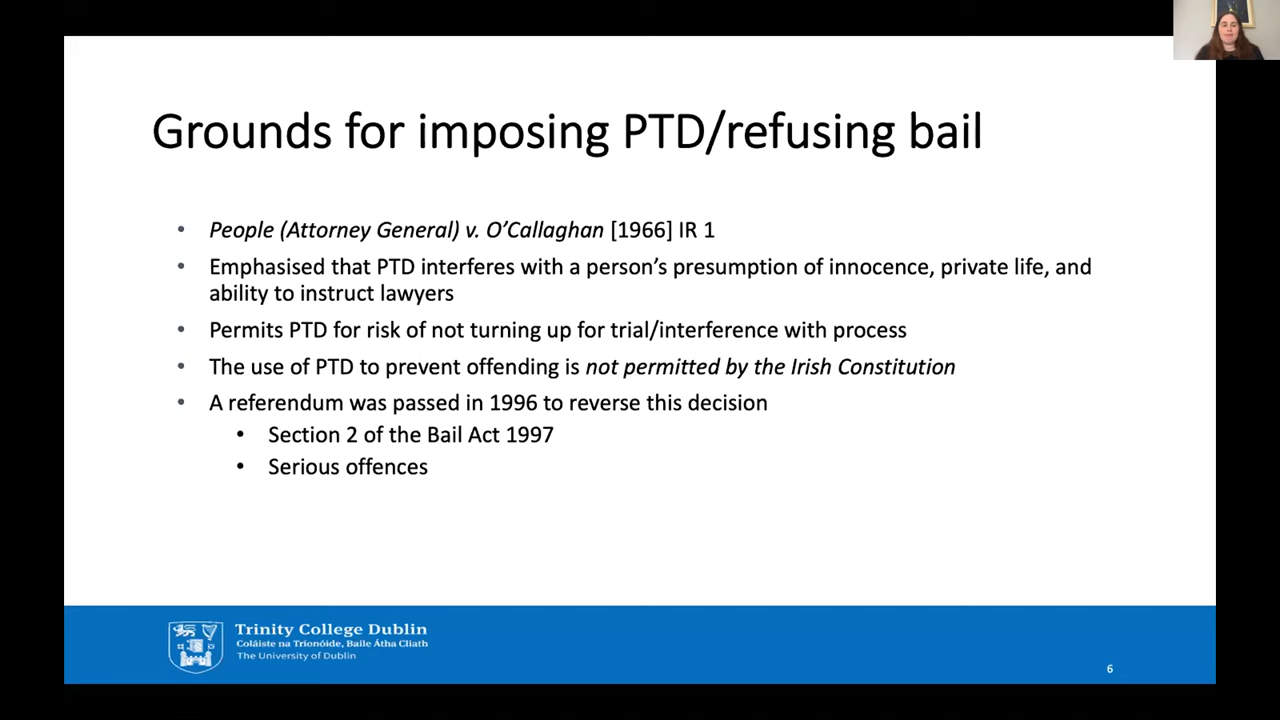 Grounds for imposing PTD/refusing bail
• People (Attorney General) v. O’Callaghan [1966] IR 1
• Emphasised that PTD interferes with a person’s presumption of innocence, private life, and
ability to instruct lawyers
• Permits PTD for risk of not turning up for trial/interference with process
• The use of PTD to prevent offending is not permitted by the Irish Constitution
• A referendum was passed in 1996 to reverse this decision
• Section 2 of the Bail Act 1997
• Serious offences
Trinity College Dublin
Coláiste na Tríonóide, Baile Átha Cliath
The University of Dublin
6